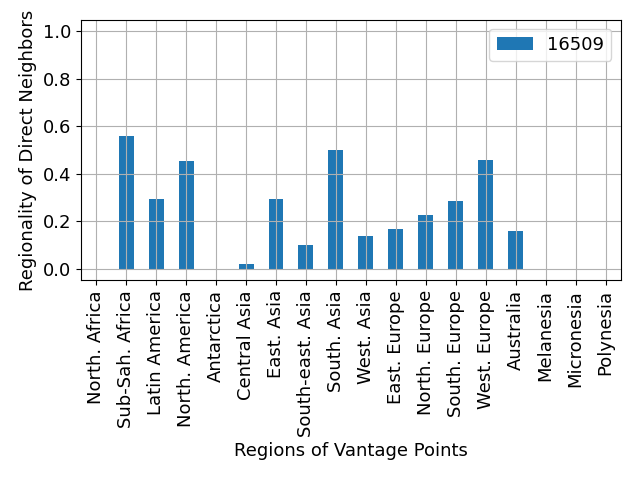 Regionality of Direct Neighbors
1.0
0.8
0.6
0.4
0.2
0.0
16509
North. Africa
Sub-Sah. Africa
Latin America
North. America
Antarctica
Central Asia
East. Asia
South-east. Asia
South. Asia
West. Asia
East. Europe
North. Europe
South. Europe
West. Europe
Australia
Melanesia
Micronesia
Polynesia
Regions of Vantage Points